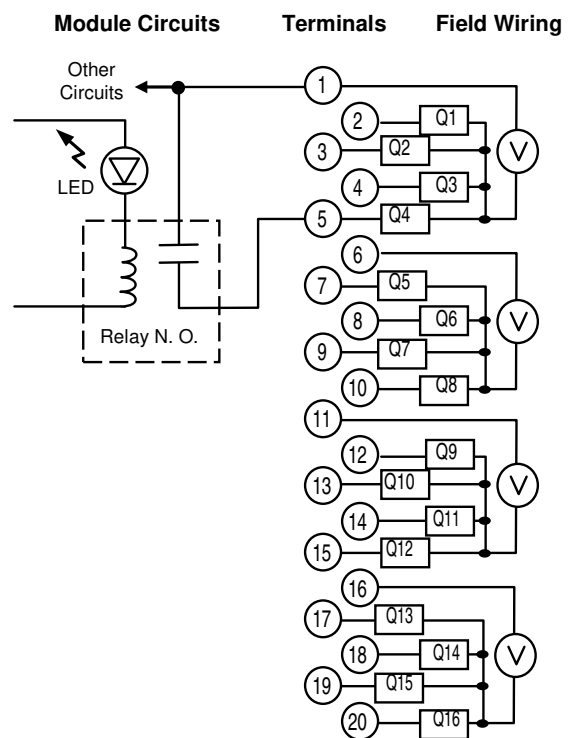 Module Circuits Terminals Field Wiring
Other
Circuits
1
2 Q1
3 Q2 V
LED
4 Q3
5 Q4
6
7 Q5
8 Q6 V
Relay N. O.
9 Q7
10 Q8
11
12 Q9
13 Q10 V
14 Q11
15 Q12
16
17 Q13
18 Q14 V
19 Q15
20 Q16